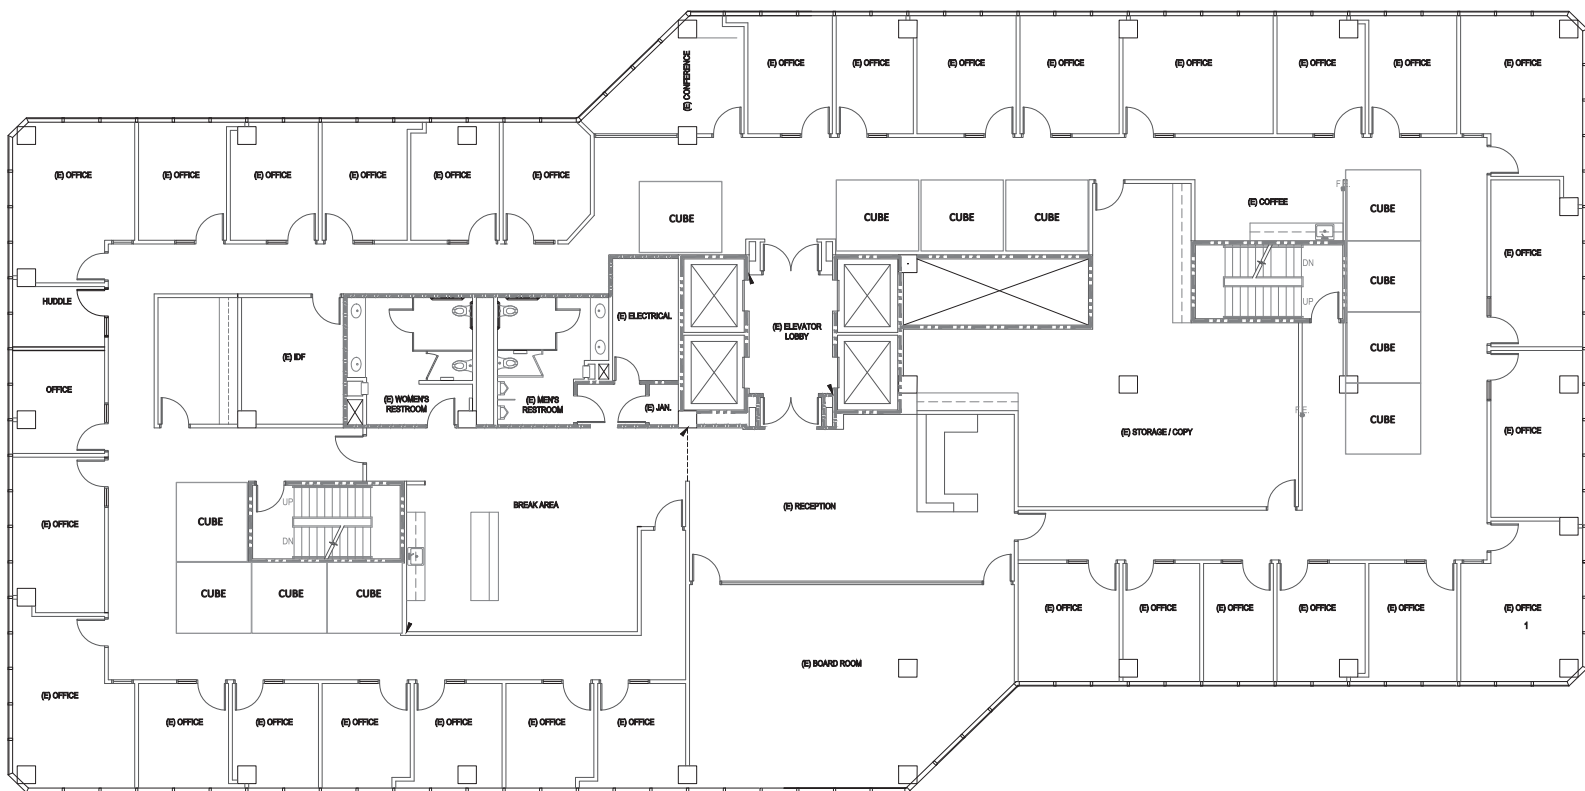 (E) CONFERENCE
(E) OFFICE
(E) OFFICE
(E) OFFICE
(E) OFFICE
(E) OFFICE
(E) OFFICE
(E) OFFICE
(E) OFFICE
(E) OFFICE
(E) OFFICE
(E) OFFICE
(E) OFFICE
(E) OFFICE
(E) OFFICE
F.E.
(E) COFFEE
CUBE
CUBE
CUBE
CUBE
CUBE
(E) OFFICE
DN
UP
CUBE
HUDDLE
(E) ELECTRICAL
(E) ELEVATOR
LOBBY
(E) IDF
CUBE
OFFICE
(E) WOMEN'S
RESTROOM
(E) MEN'S
RESTROOM
(E) JAN.
F.E.
CUBE
(E) STORAGE / COPY
(E) OFFICE
UP
DN
BREAK AREA
(E) RECEPTION
CUBE
(E) OFFICE
CUBE
CUBE
CUBE
(E) OFFICE
(E) OFFICE
(E) OFFICE
(E) OFFICE
(E) OFFICE
(E) OFFICE
1
(E) BOARD ROOM
(E) OFFICE
(E) OFFICE
(E) OFFICE
(E) OFFICE
(E) OFFICE
(E) OFFICE
(E) OFFICE